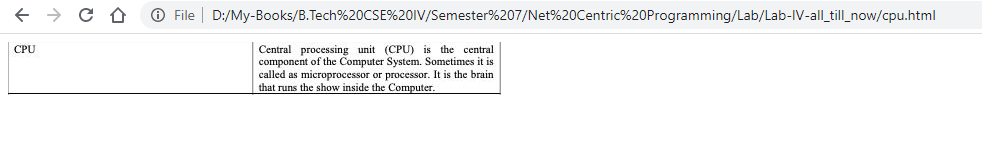 File D:/My-Books/B.Tech%20CSE%20IV/Semester%207/Net%20Centric%20Programming/Lab/Lab-IV-all_till_now/cpu.html
CPU
Central processing unit (CPU) is the central
component of the Computer System. Sometimes it is
called as microprocessor or processor. It is the brain
that runs the show inside the Computer.